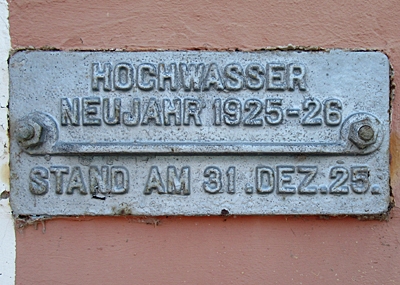 HOCHWASSER
NEUJAHR 1925-26
STAND AM 31.DEZ.25.